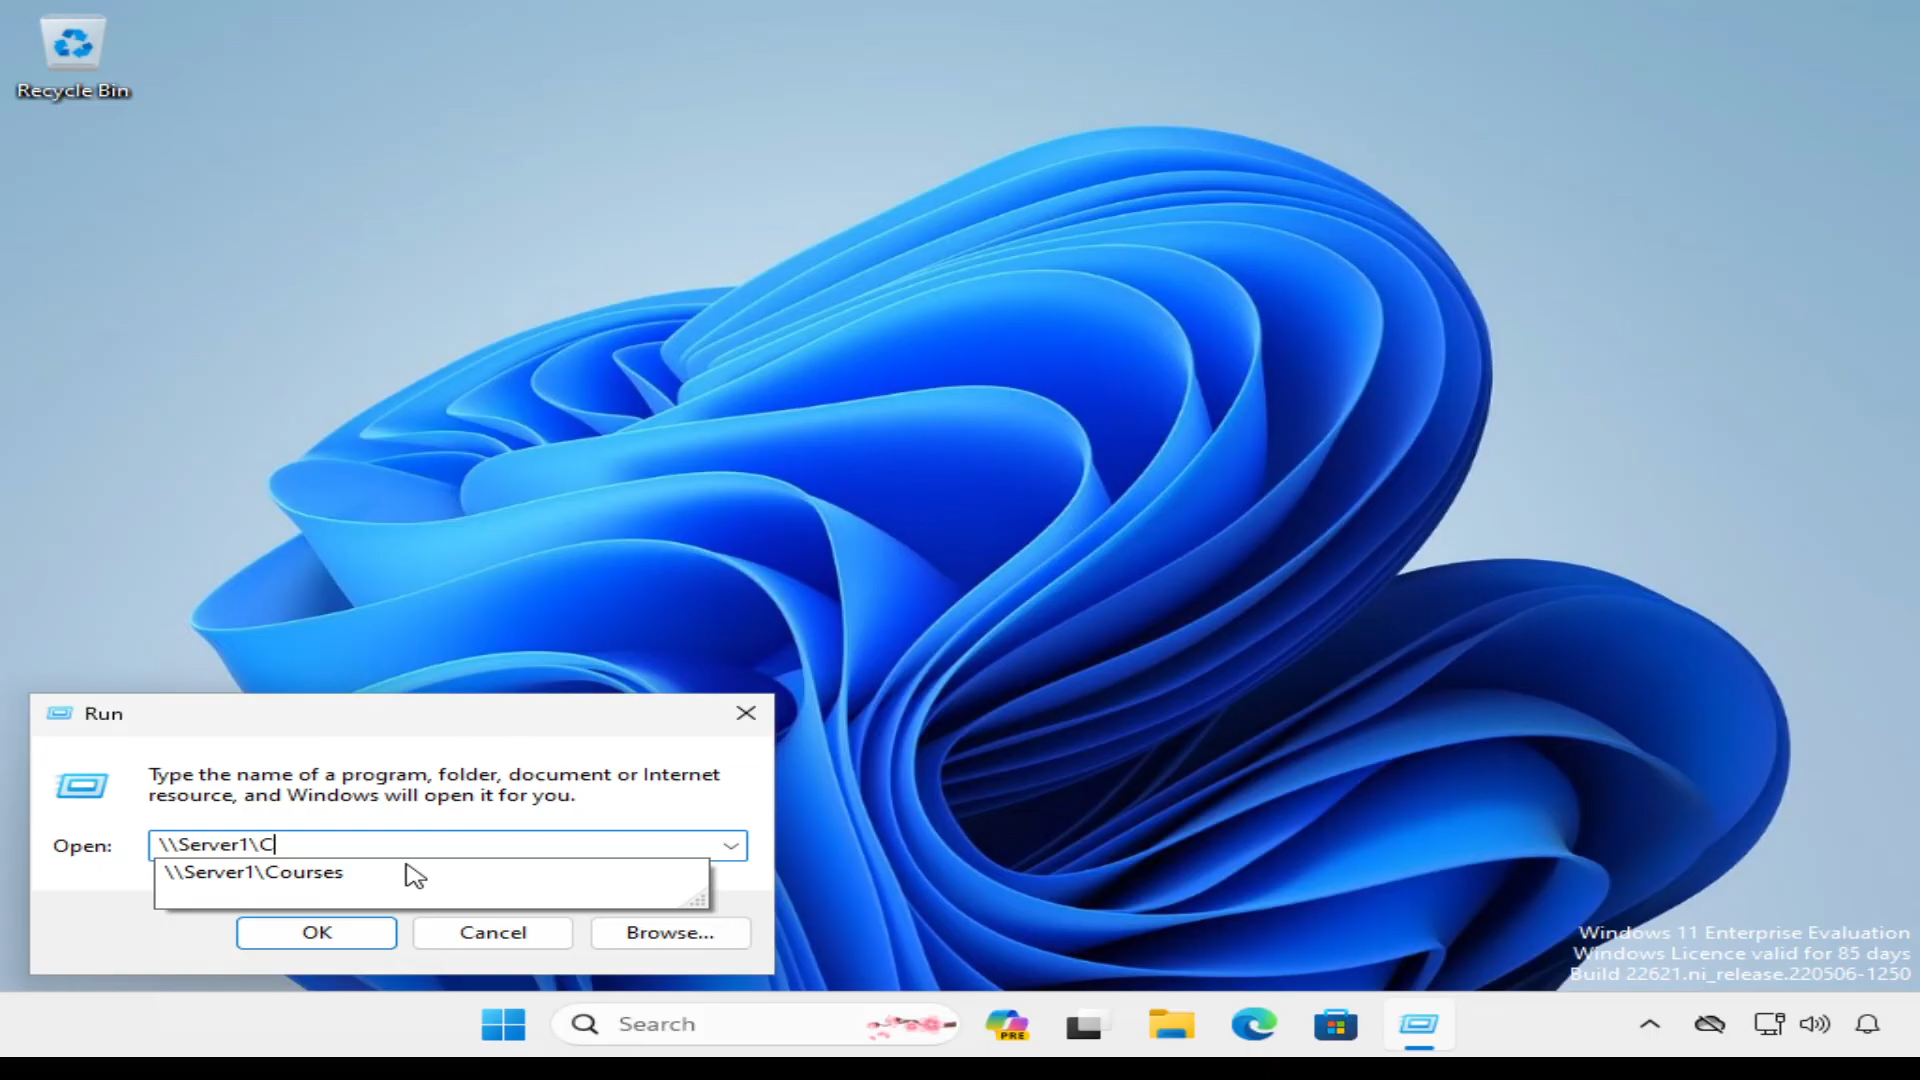 Recycle Bin
Run
Type the name of a program, folder, document or Internet
resource, and Windows will open it for you.
Open:
\\Server1\C
\\Server1\Courses
OK
Cancel
Browse...
Windows 11 Enterprise Evaluation
Windows Licence valid for 85 days
Build 22621.ni_release.220506-1250
Search
PRE